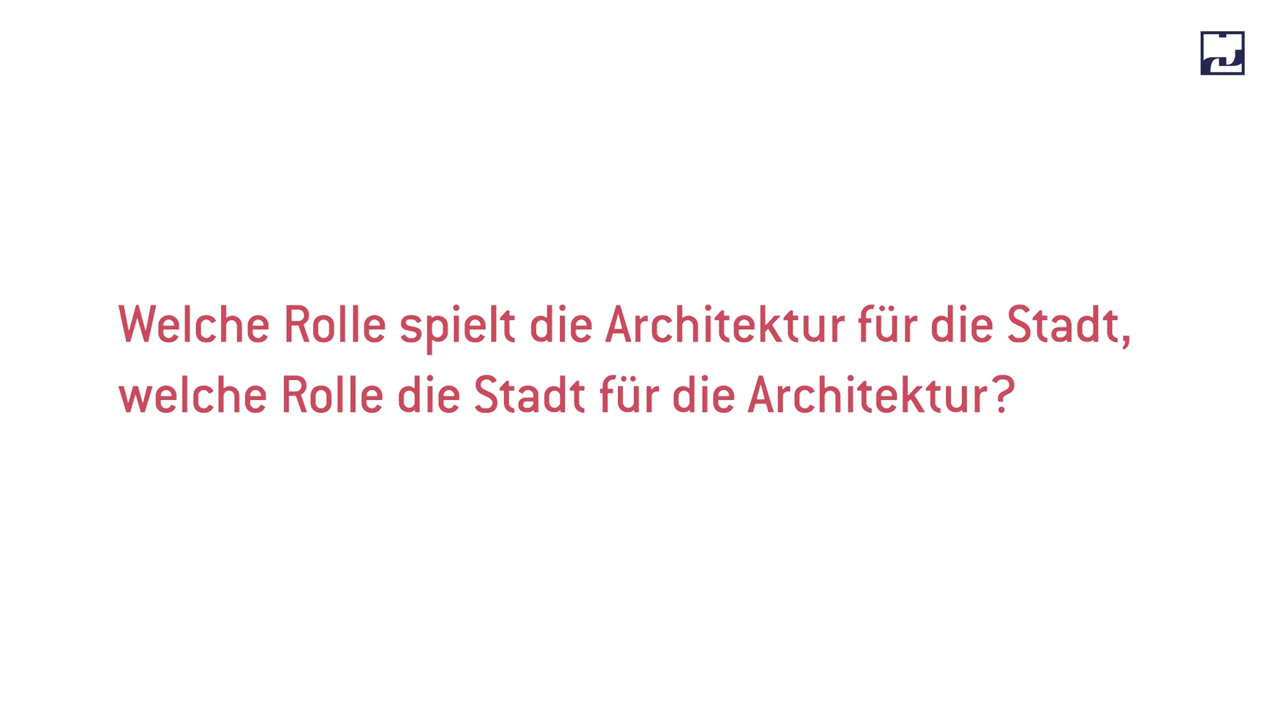 Welche Rolle spielt die Architektur für die Stadt,
welche Rolle die Stadt für die Architektur?